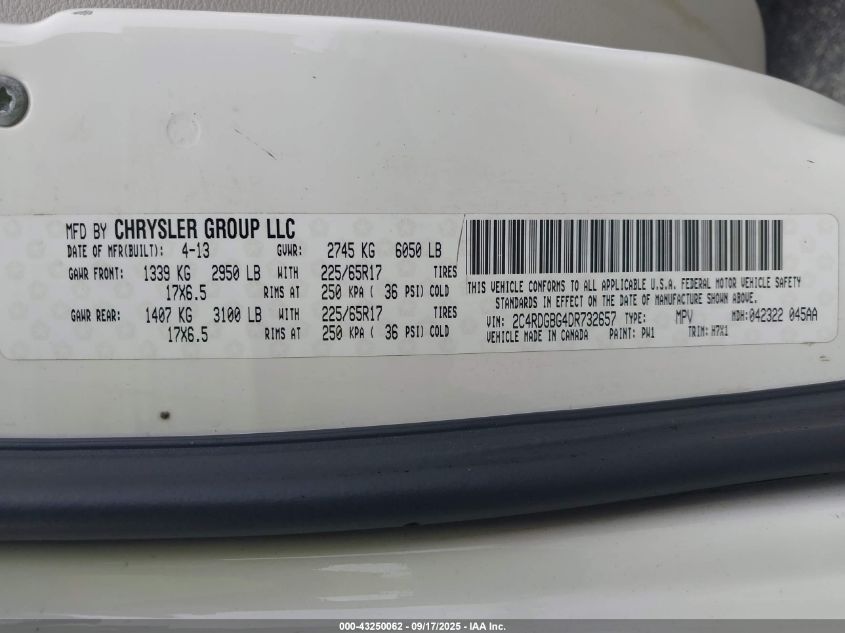 MFD BY CHRYSLER GROUP LLC
DATE OF MFR(BUILT): 4-13 GVWR: 2745 KG 6050 LB
GAWR FRONT: 1339 KG 2950 LB WITH 225/65R17 TIRES
17X6.5 RIMS AT 250 KPA ( 36 PSI) COLD
GAWR REAR: 1407 KG 3100 LB WITH 225/65R17 TIRES
17X6.5 RIMS AT 250 KPA ( 36 PSI) COLD
THIS VEHICLE CONFORMS TO ALL APPLICABLE U.S.A. FEDERAL MOTOR VEHICLE SAFETY
STANDARDS IN EFFECT ON THE DATE OF MANUFACTURE SHOWN ABOVE.
VIN: 2C4RDGBG4DR732657 TYPE: MPV MDH: 042322 045AA
VEHICLE MADE IN CANADA PAINT: PW1 TRIM: H7X1
000-43250062 - 09/17/2025 - IAA Inc.